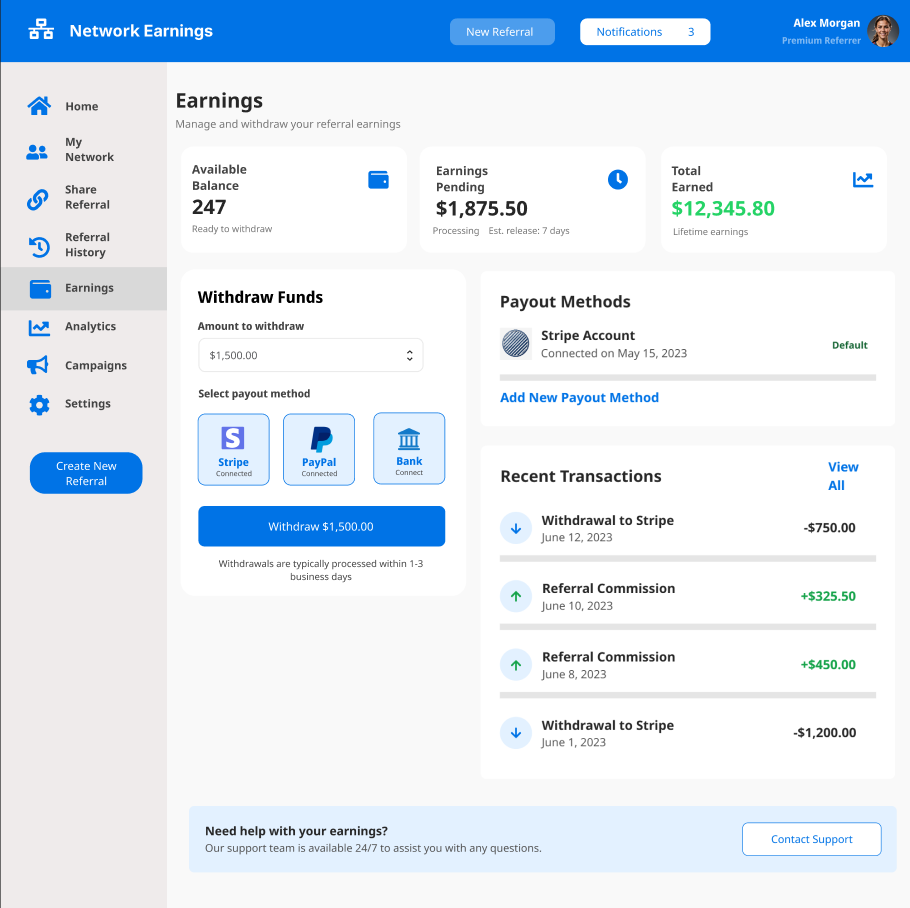 Network Earnings
New Referral
Notifications 3
Alex Morgan
Premium Referrer
Home
My
Network
Share
Referral
Referral
History
Earnings
Analytics
Campaigns
Settings
Create New
Referral
Earnings
Manage and withdraw your referral earnings
Available
Balance
247
Ready to withdraw
Earnings
Pending
$1,875.50
Processing Est. release: 7 days
Total
Earned
$12,345.80
Lifetime earnings
Withdraw Funds
Amount to withdraw
$1,500.00
Select payout method
Stripe
Connected
PayPal
Connected
Bank
Connect
Withdraw $1,500.00
Withdrawals are typically processed within 1-3
business days
Payout Methods
Stripe Account
Connected on May 15, 2023
Default
Add New Payout Method
Recent Transactions
View
All
Withdrawal to Stripe
June 12, 2023
-$750.00
Referral Commission
June 10, 2023
+$325.50
Referral Commission
June 8, 2023
+$450.00
Withdrawal to Stripe
June 1, 2023
-$1,200.00
Need help with your earnings?
Our support team is available 24/7 to assist you with any questions.
Contact Support